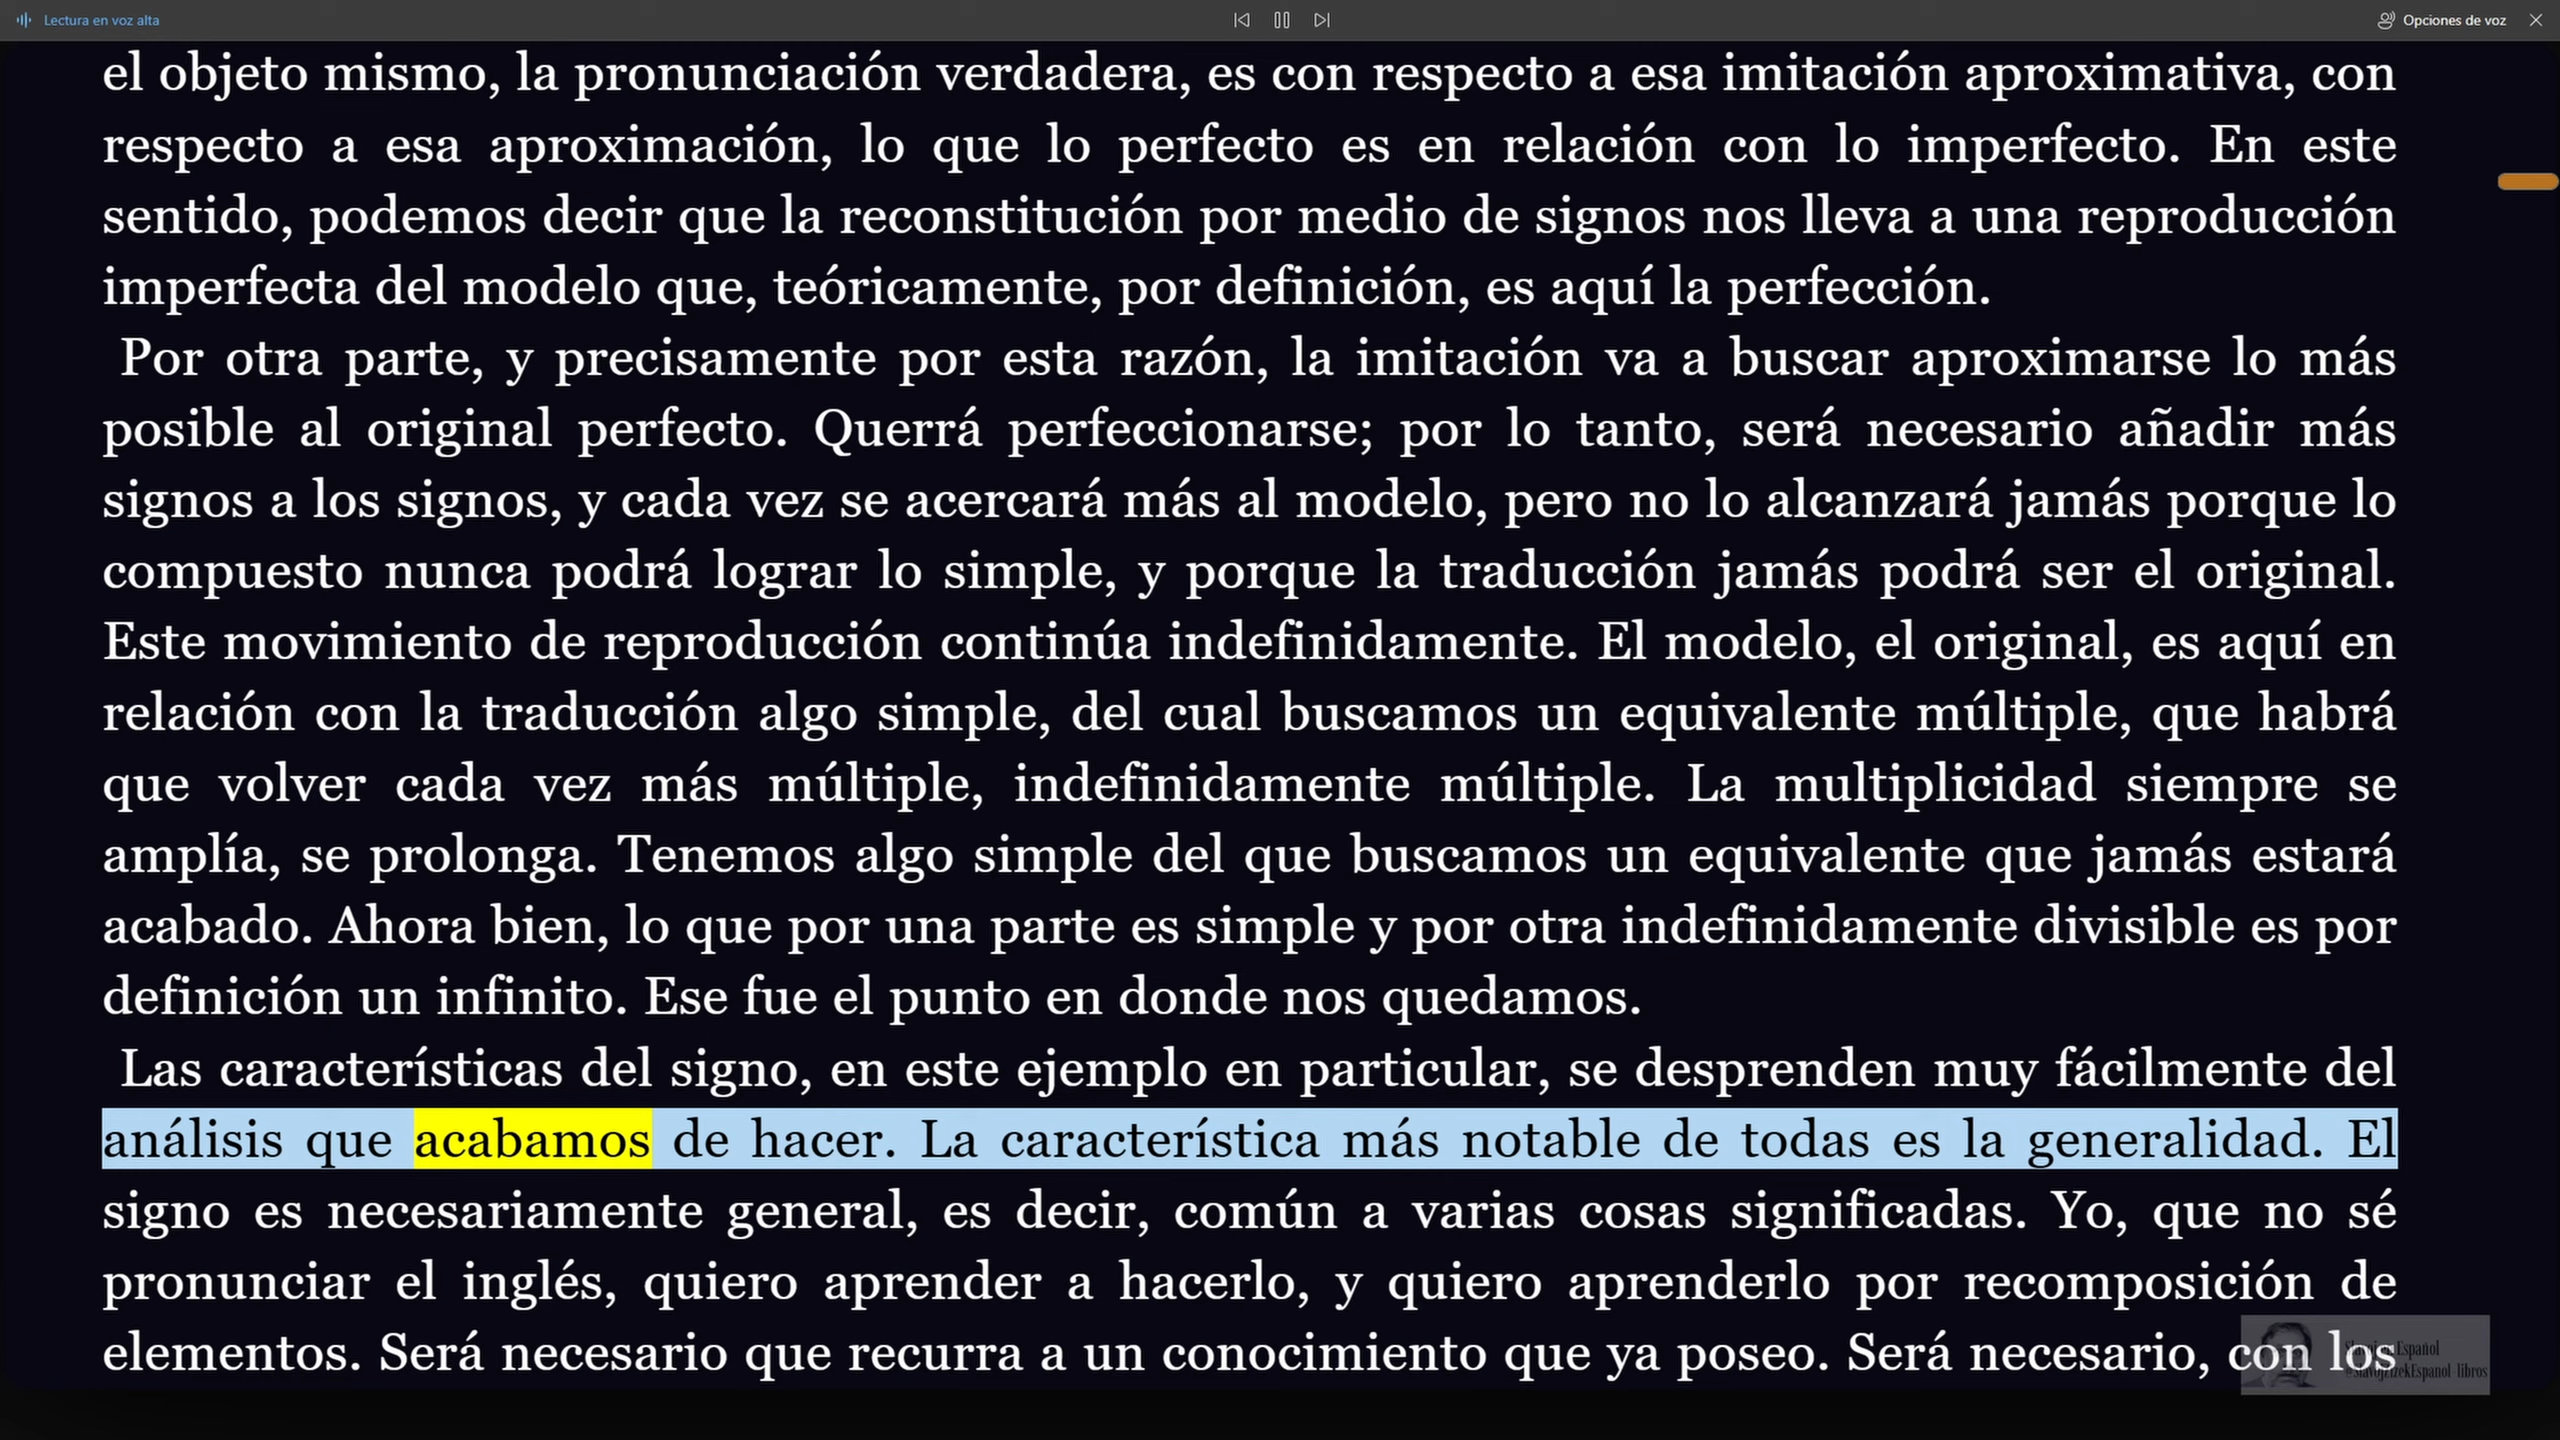 Lectura en voz alta
Opciones de voz
el objeto mismo, la pronunciación verdadera, es con respecto a esa imitación aproximativa, con
respecto a esa aproximación, lo que lo perfecto es en relación con lo imperfecto. En este
sentido, podemos decir que la reconstitución por medio de signos nos lleva a una reproducción
imperfecta del modelo que, teóricamente, por definición, es aquí la perfección.
Por otra parte, y precisamente por esta razón, la imitación va a buscar aproximarse lo más
posible al original perfecto. Querrá perfeccionarse; por lo tanto, será necesario añadir más
signos a los signos, y cada vez se acercará más al modelo, pero no lo alcanzará jamás porque lo
compuesto nunca podrá lograr lo simple, y porque la traducción jamás podrá ser el original.
Este movimiento de reproducción continúa indefinidamente. El modelo, el original, es aquí en
relación con la traducción algo simple, del cual buscamos un equivalente múltiple, que habrá
que volver cada vez más múltiple, indefinidamente múltiple. La multiplicidad siempre se
amplía, se prolonga. Tenemos algo simple del que buscamos un equivalente que jamás estará
acabado. Ahora bien, lo que por una parte es simple y por otra indefinidamente divisible es por
definición un infinito. Ese fue el punto en donde nos quedamos.
Las características del signo, en este ejemplo en particular, se desprenden muy fácilmente del
análisis que acabamos de hacer. La característica más notable de todas es la generalidad. El
signo es necesariamente general, es decir, común a varias cosas significadas. Yo, que no sé
pronunciar el inglés, quiero aprender a hacerlo, y quiero aprenderlo por recomposición de
elementos. Será necesario que recurra a un conocimiento que ya poseo. Será necesario, con los
Español